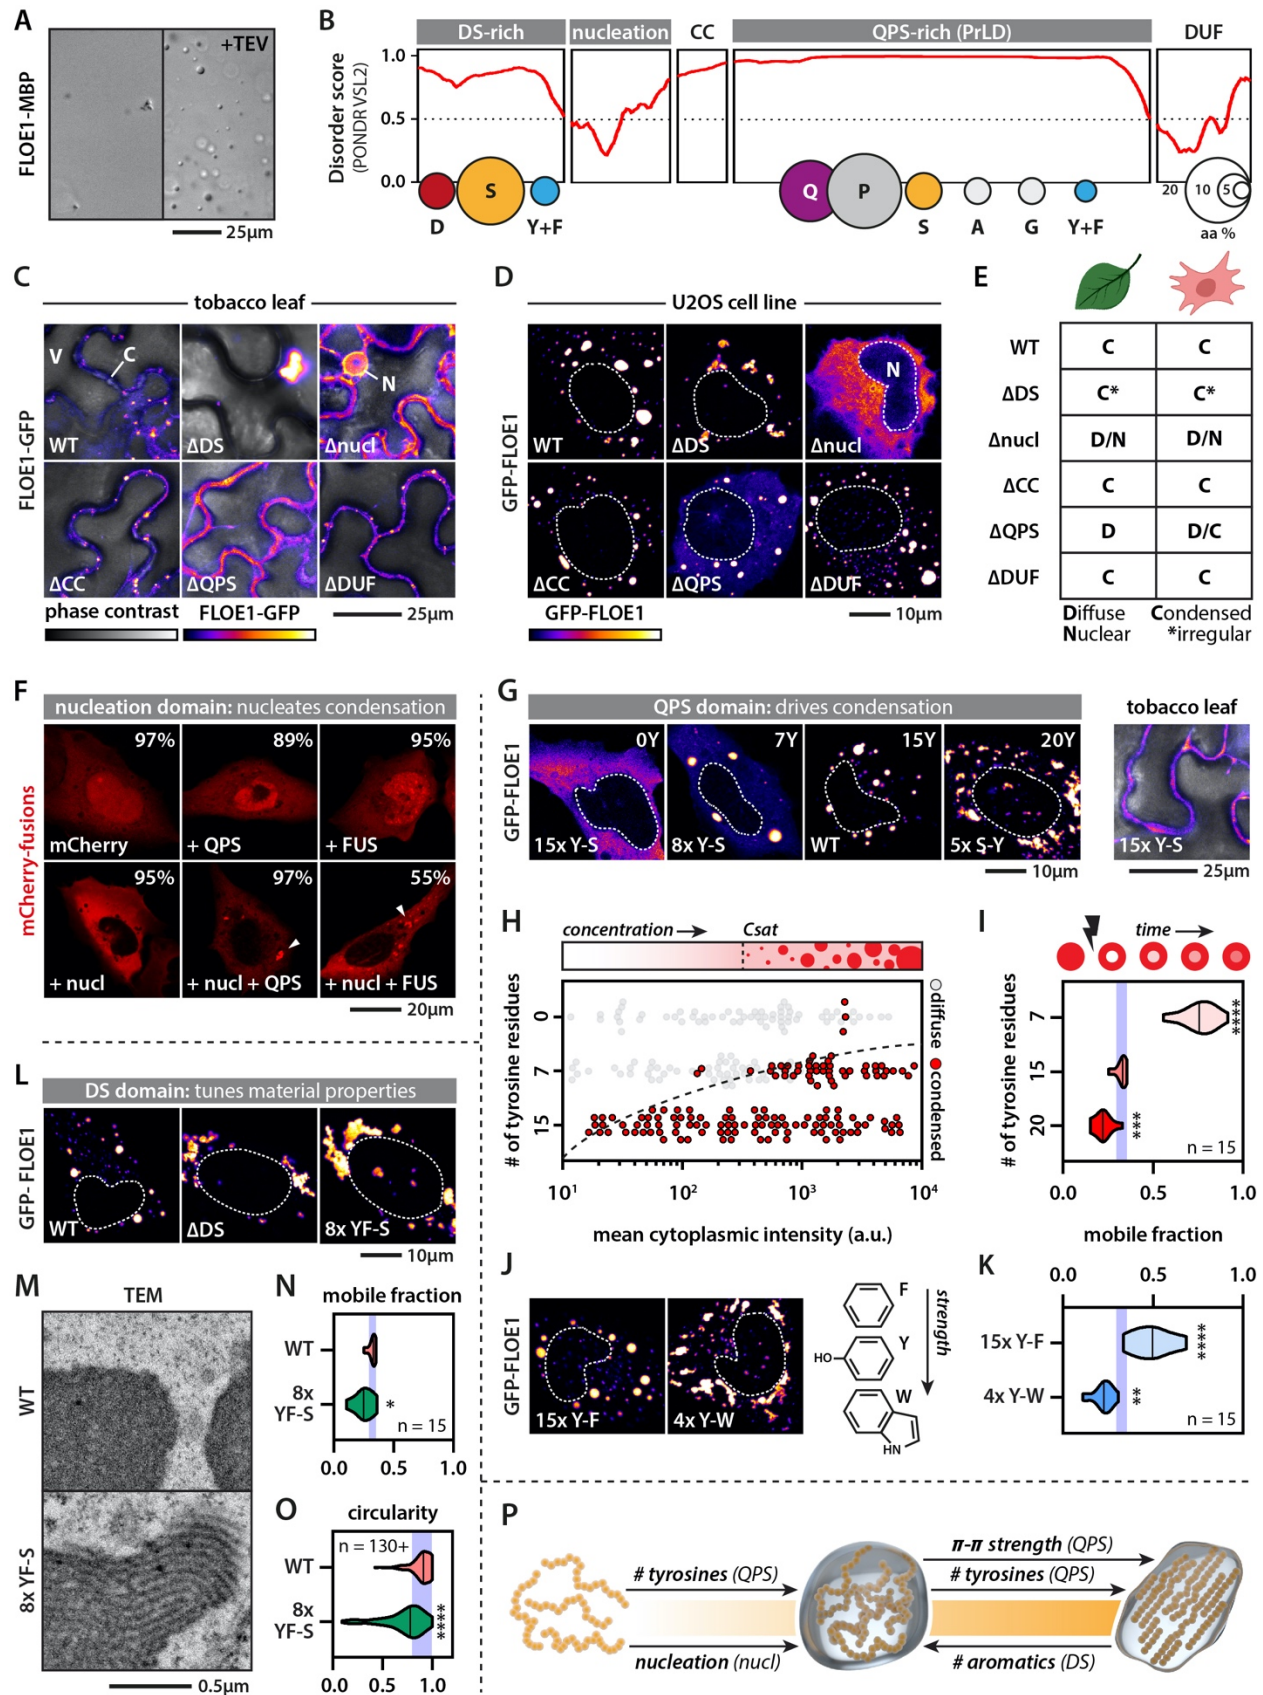 A
FLOE1-MBP
+TEV
25µm
B
DS-rich
nucleation
CC
QPS-rich (PrLD)
DUF
Disorder score
(PONDR VSL2)
1.0
0.5
0.0
D
S
Y+F
Q
P
S
A
G
Y+F
20
10
5
aa %
C
tobacco leaf
FLOE1-GFP
V
C
WT
ΔDS
N
Δnucl
ΔCC
ΔQPS
ΔDUF
phase contrast
FLOE1-GFP
25µm
D
U2OS cell line
GFP-FLOE1
WT
ΔDS
N
Δnucl
ΔCC
ΔQPS
ΔDUF
GFP-FLOE1
10µm
E
WT C C
ΔDS C* C*
Δnucl D/N D/N
ΔCC C C
ΔQPS D D/C
ΔDUF C C
Diffuse Condensed
Nuclear *irregular
F
nucleation domain: nucleates condensation
mCherry-fusions
97%
mCherry
89%
+ QPS
95%
+ FUS
95%
+ nucl
97%
+ nucl + QPS
55%
+ nucl + FUS
20µm
G
QPS domain: drives condensation
GFP-FLOE1
0Y
15x Y-S
7Y
8x Y-S
15Y
WT
20Y
5x S-Y
10µm
tobacco leaf
15x Y-S
25µm
H
concentration
Csat
# of tyrosine residues
0
7
15
diffuse
condensed
10¹
10²
10³
10⁴
mean cytoplasmic intensity (a.u.)
I
time
# of tyrosine residues
7
15
20
****
***
n = 15
0.0
0.5
1.0
mobile fraction
J
GFP-FLOE1
15x Y-F
4x Y-W
F
HO
Y
W
HN
strength
K
0.0
0.5
1.0
15x Y-F
****
4x Y-W
**
n = 15
L
DS domain: tunes material properties
GFP- FLOE1
WT
ΔDS
8x YF-S
10µm
M
TEM
WT
8x YF-S
0.5µm
N
mobile fraction
WT
8x
YF-S
*
n = 15
0.0
0.5
1.0
O
circularity
n = 130+
WT
8x
YF-S
****
0.0
0.5
1.0
P
# tyrosines (QPS)
nucleation (nucl)
π-π strength (QPS)
# tyrosines (QPS)
# aromatics (DS)